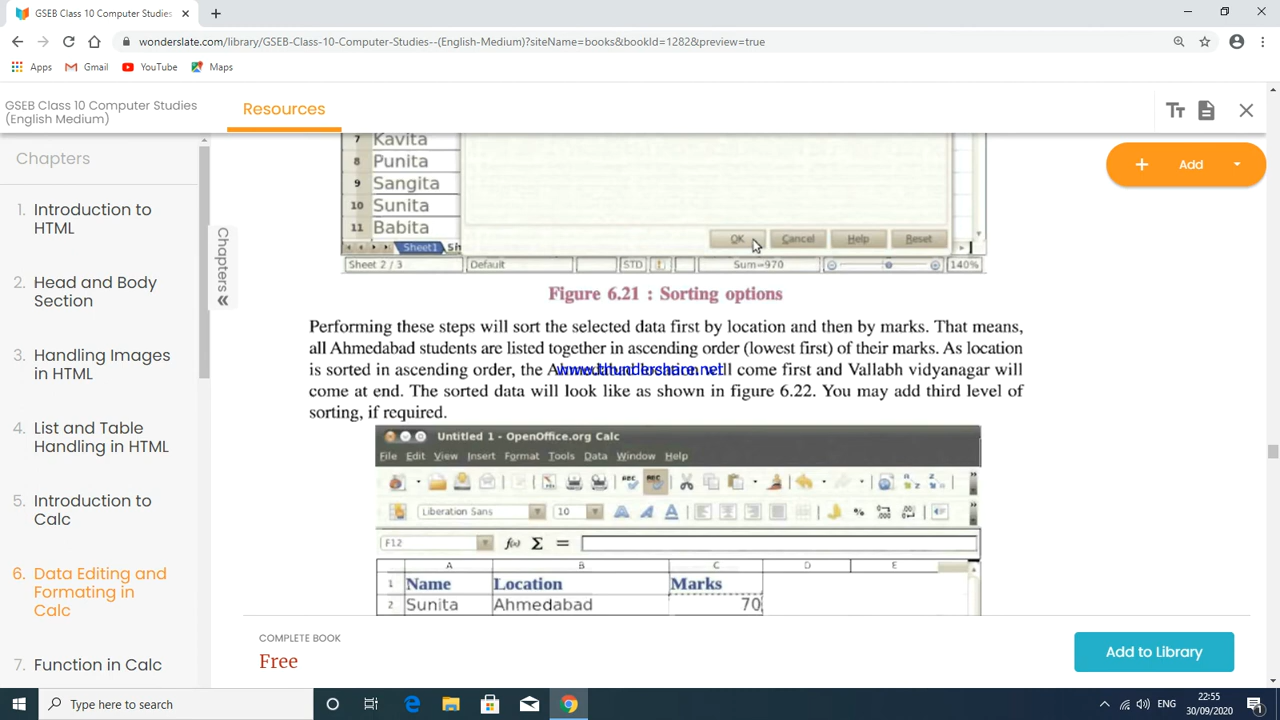 GSEB Class 10 Computer Studies
wonderslate.com/library/GSEB-Class-10-Computer-Studies--(English-Medium)?siteName=books&bookId=1282&preview=true
Apps Gmail YouTube Maps
GSEB Class 10 Computer Studies
(English Medium)
Resources
Chapters
1. Introduction to
HTML
2. Head and Body
Section
3. Handling Images
in HTML
4. List and Table
Handling in HTML
5. Introduction to
Calc
6. Data Editing and
Formating in
Calc
7. Function in Calc
Chapters
Add
7 Kavita
8 Punita
9 Sangita
10 Sunita
11 Babita
OK Cancel Help Reset
Sheet1
Sheet 2 / 3 Default STD Sum=970 140%
Figure 6.21 : Sorting options
Performing these steps will sort the selected data first by location and then by marks. That means,
all Ahmedabad students are listed together in ascending order (lowest first) of their marks. As location
is sorted in ascending order, the will come first and Vallabh vidyanagar will
www.thundershare.net
come at end. The sorted data will look like as shown in figure 6.22. You may add third level of
sorting, if required.
Untitled 1 - OpenOffice.org Calc
File Edit View Insert Format Tools Data Window Help
Liberation Sans 10
F12 f(x) Σ =
A B C D E
1 Name Location Marks
2 Sunita Ahmedabad 70
COMPLETE BOOK
Free
Add to Library
Type here to search
ENG
22:55
30/09/2020
1